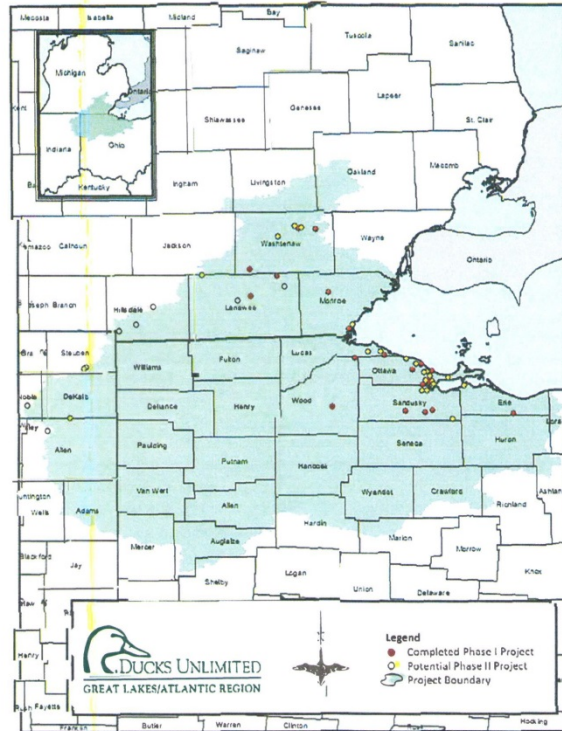 Mecosta Isabella Midland Bay
Tuscola Sanilac
Saginaw
Michigan
Ontario
Genesee Lapeer
Shiawassee St. Clair
Indiana Ohio
Kentucky
Ingham Livingston Oakland Macomb
Calhoun Jackson Washtenaw Wayne
Ontario
Branch Hillsdale Lenawee Monroe
Steuben Williams Fulton Lucas
Ottawa
Noble DeKalb Defiance Henry Wood Sandusky Erie
Allen Paulding Putnam Hancock Seneca Huron
Van Wert Allen Wyandot Crawford Richland Ashland
Wells Adams
Hardin Marion
Mercer Auglaize Morrow
Blackford Jay Knox
Shelby Logan Union Delaware
Henry
DUCKS UNLIMITED
GREAT LAKES/ATLANTIC REGION
Legend
Completed Phase I Project
Potential Phase II Project
Project Boundary
Fayette
Butler Warren Clinton Hocking